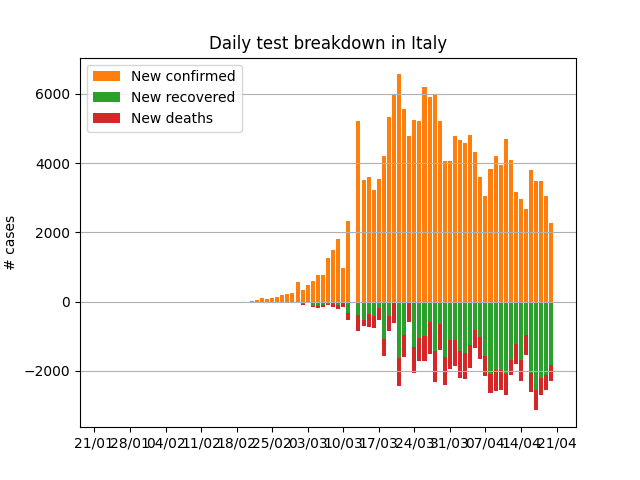 Daily test breakdown in Italy
New confirmed
New recovered
New deaths
# cases
6000
4000
2000
0
−2000
21/01 28/01 04/02 11/02 18/02 25/02 03/03 10/03 17/03 24/03 31/03 07/04 14/04 21/04